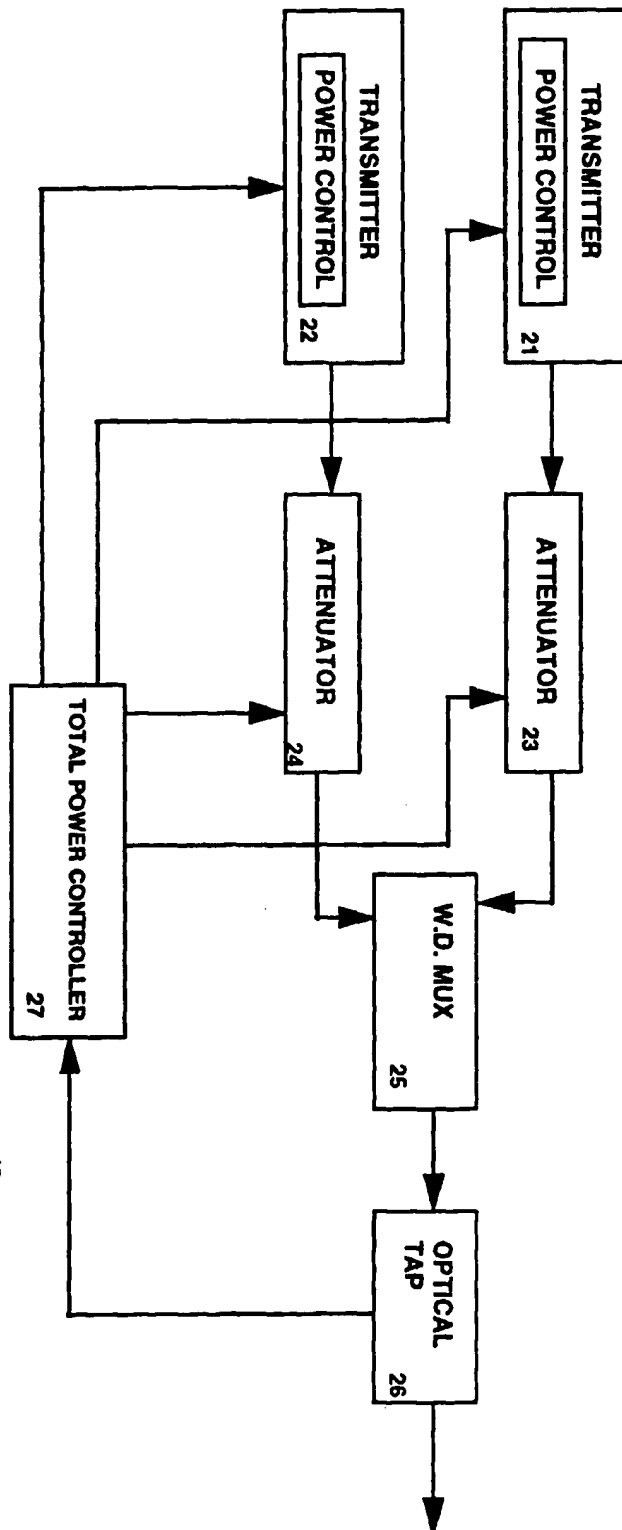 TRANSMITTER
POWER CONTROL
21
ATTENUATOR
23
TRANSMITTER
POWER CONTROL
22
ATTENUATOR
24
W.D. MUX
25
OPTICAL
TAP
26
TOTAL POWER CONTROLLER
27